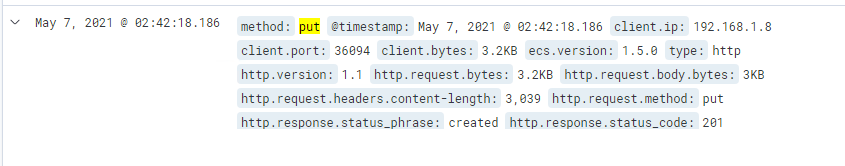 May 7, 2021 @ 02:42:18.186 method: put @timestamp: May 7, 2021 @ 02:42:18.186 client.ip: 192.168.1.8
client.port: 36094 client.bytes: 3.2KB ecs.version: 1.5.0 type: http
http.version: 1.1 http.request.bytes: 3.2KB http.request.body.bytes: 3KB
http.request.headers.content-length: 3,039 http.request.method: put
http.response.status_phrase: created http.response.status_code: 201